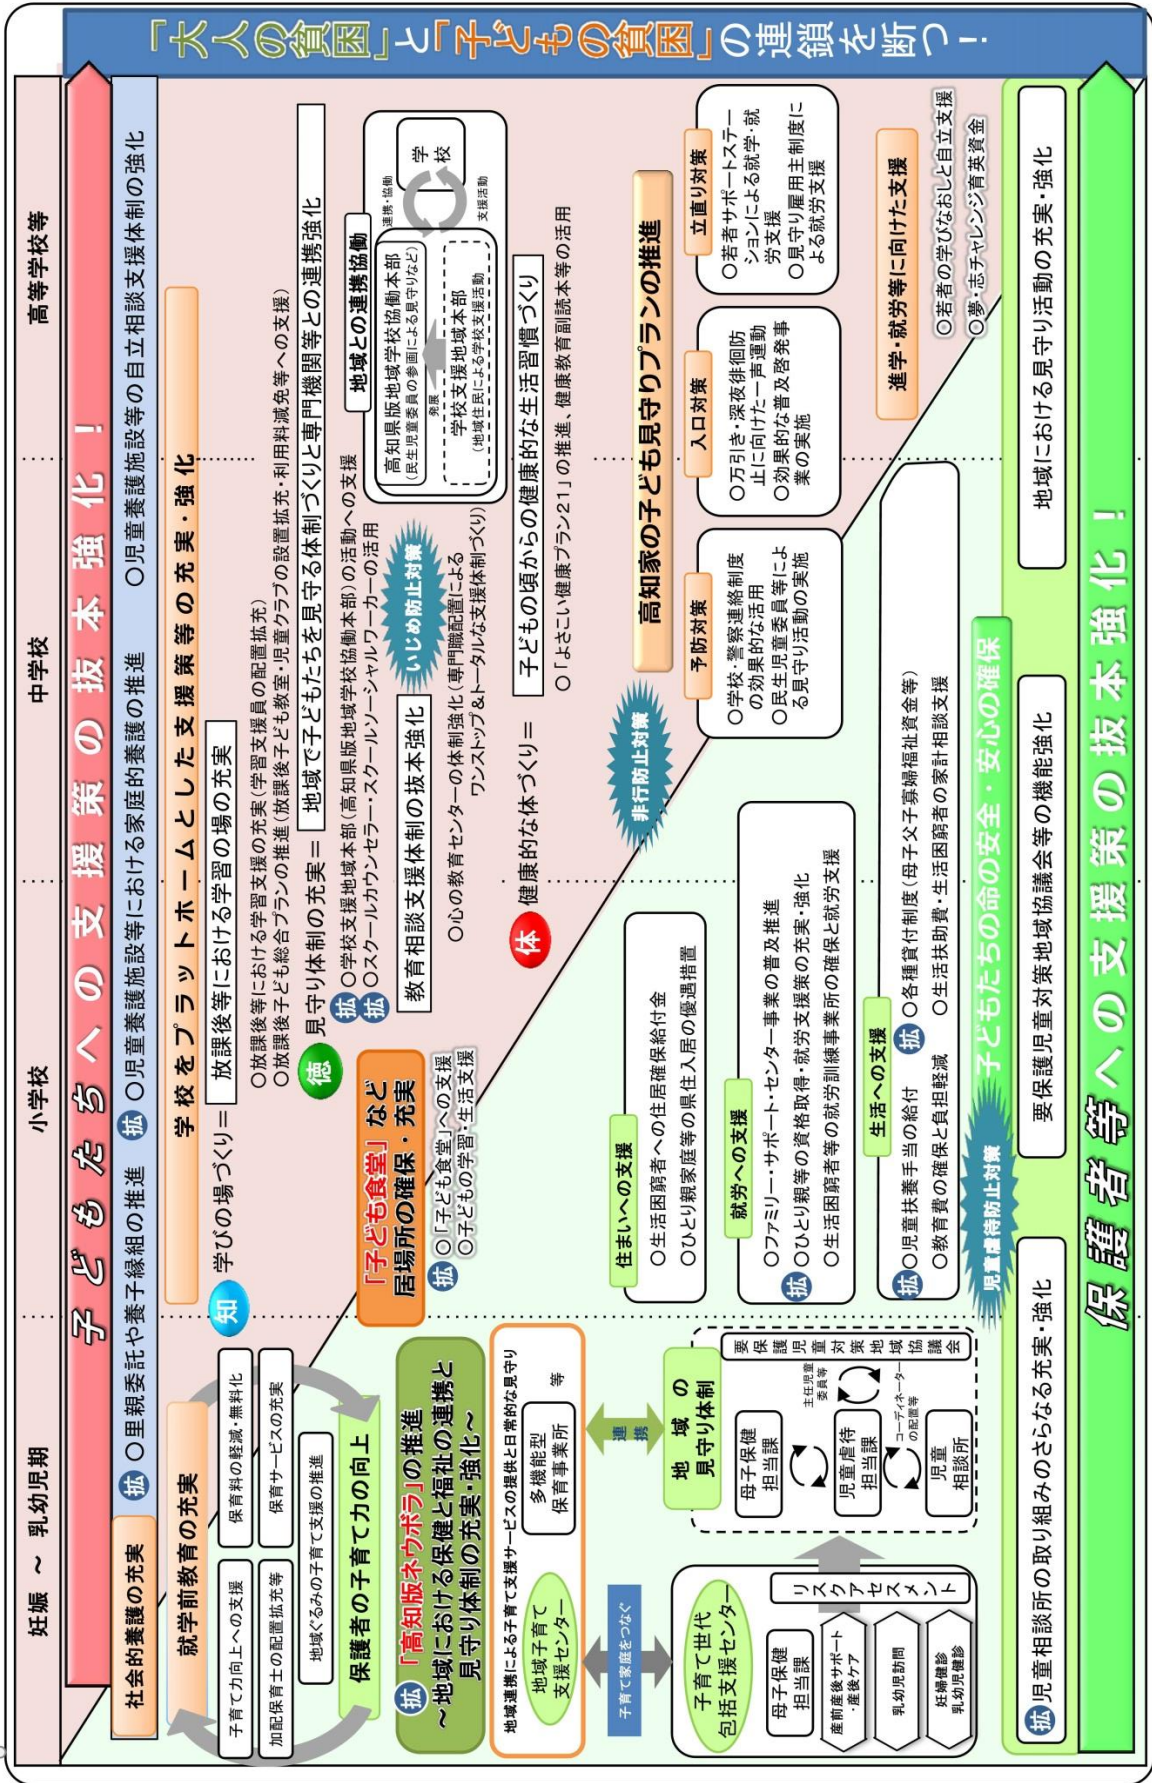 妊娠 ～ 乳幼児期
小学校
中学校
高等学校等
子どもたちへの支援策の抜本強化！
社会的養護の充実
拡 ○里親委託や養子縁組の推進
拡 ○児童養護施設等における家庭的養護の推進
○児童養護施設等の自立相談支援体制の強化
就学前教育の充実
子育て力向上への支援
保育料の軽減・無料化
加配保育士の配置拡充等
保育サービスの充実
地域ぐるみの子育て支援の推進
保護者の子育て力の向上
学校をプラットホームとした支援策等の充実・強化
知 学びの場づくり＝ 放課後等における学習の場の充実
○放課後等における学習支援の充実（学習支援員の配置拡充）
○放課後子ども総合プランの推進（放課後子ども教室・児童クラブの設置拡充・利用料減免等への支援）
徳 見守り体制の充実＝ 地域で子どもたちを見守る体制づくりと専門機関等との連携強化
拡 ○学校支援地域本部（高知県版地域学校協働本部）の活動への支援
拡 ○スクールカウンセラー・スクールソーシャルワーカーの活用
教育相談支援体制の抜本強化
いじめ防止対策
○心の教育センターの体制強化（専門職配置による
ワンストップ＆トータルな支援体制づくり）
地域との連携協働
高知県版地域学校協働本部
（民生児童委員の参画による見守りなど）
発展
学校支援地域本部
（地域住民による学校支援活動）
連携・協働
学校
支援活動
体 健康的な体づくり＝ 子どもの頃からの健康的な生活習慣づくり
○「よさこい健康プラン２１」の推進、健康教育副読本等の活用
「子ども食堂」など
居場所の確保・充実
拡 ○「子ども食堂」への支援
○子どもの学習・生活支援
拡 「高知版ネウボラ」の推進
～地域における保健と福祉の連携と
見守り体制の充実・強化～
地域連携による子育て支援サービスの提供と日常的な見守り
地域子育て
支援センター
多機能型
保育事業所
等
子育て家庭をつなぐ
連携
子育て世代
包括支援センター
母子保健
担当課
産前産後サポート
・産後ケア
乳幼児訪問
妊婦健診
乳幼児健診
リスクアセスメント
地域の
見守り体制
母子保健
担当課
児童虐待
担当課
児童
相談所
主任児童
委員等
コーディネーター
の配置等
要保護児童対策地域協議会
非行防止対策
高知家の子ども見守りプランの推進
予防対策
○学校・警察連絡制度
の効果的な活用
○民生児童委員等によ
る見守り活動の実施
入口対策
○万引き・深夜徘徊防
止に向けた一声運動
○効果的な普及啓発事
業の実施
立直り対策
○若者サポートステー
ションによる就学・就
労支援
○見守り雇用主制度に
よる就労支援
進学・就労等に向けた支援
○若者の学びなおしと自立支援
○夢・志チャレンジ育英資金
住まいへの支援
○生活困窮者への住居確保給付金
○ひとり親家庭等の県住入居の優遇措置
就労への支援
○ファミリー・サポート・センター事業の普及推進
拡 ○ひとり親等の資格取得・就労支援策の充実・強化
○生活困窮者等の就労訓練事業所の確保と就労支援
生活への支援
拡 ○児童扶養手当の給付
拡 ○各種貸付制度（母子父子寡婦福祉資金等）
○教育費の確保と負担軽減
○生活扶助費・生活困窮者の家計相談支援
児童虐待防止対策
子どもたちの命の安全・安心の確保
拡 児童相談所の取り組みのさらなる充実・強化
要保護児童対策地域協議会等の機能強化
地域における見守り活動の充実・強化
保護者等への支援策の抜本強化！
「大人の貧困」と「子どもの貧困」の連鎖を断つ！